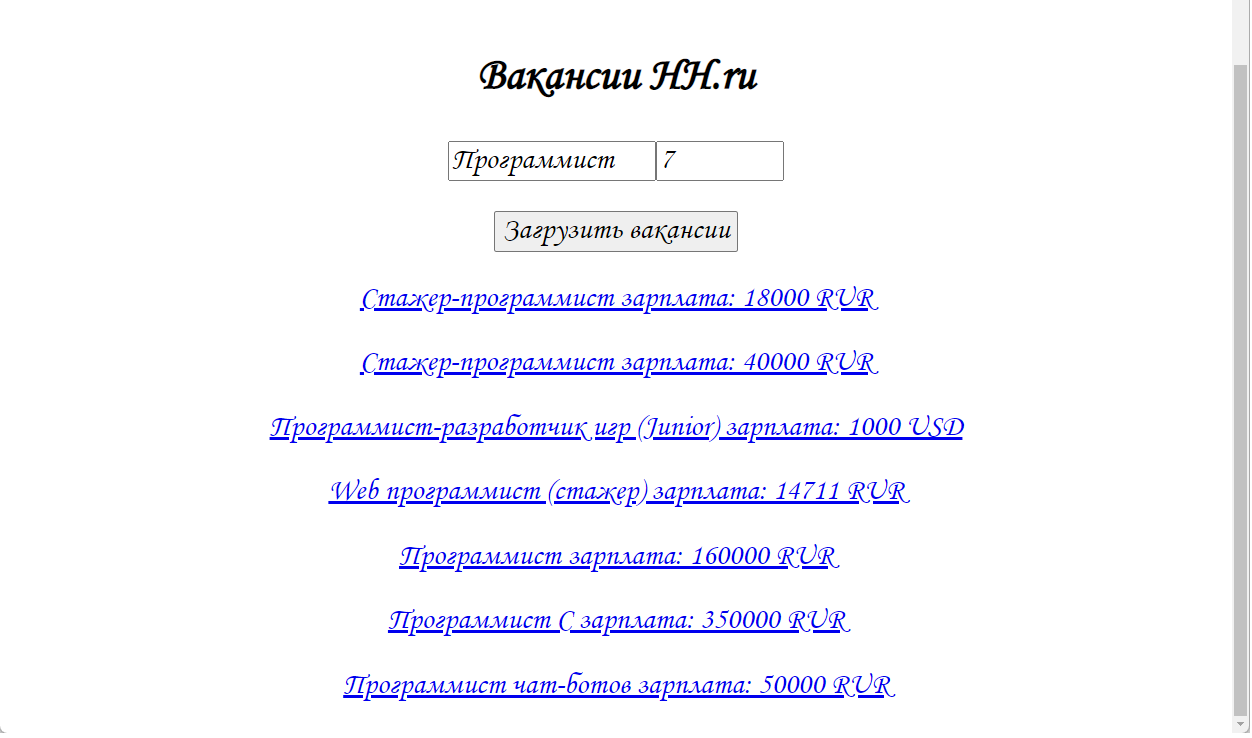 Вакансии HH.ru
Программист 7
Загрузить вакансии
Стажер-программист зарплата: 18000 RUR
Стажер-программист зарплата: 40000 RUR
Программист-разработчик игр (Junior) зарплата: 1000 USD
Web программист (стажер) зарплата: 14711 RUR
Программист зарплата: 160000 RUR
Программист C зарплата: 350000 RUR
Программист чат-ботов зарплата: 50000 RUR